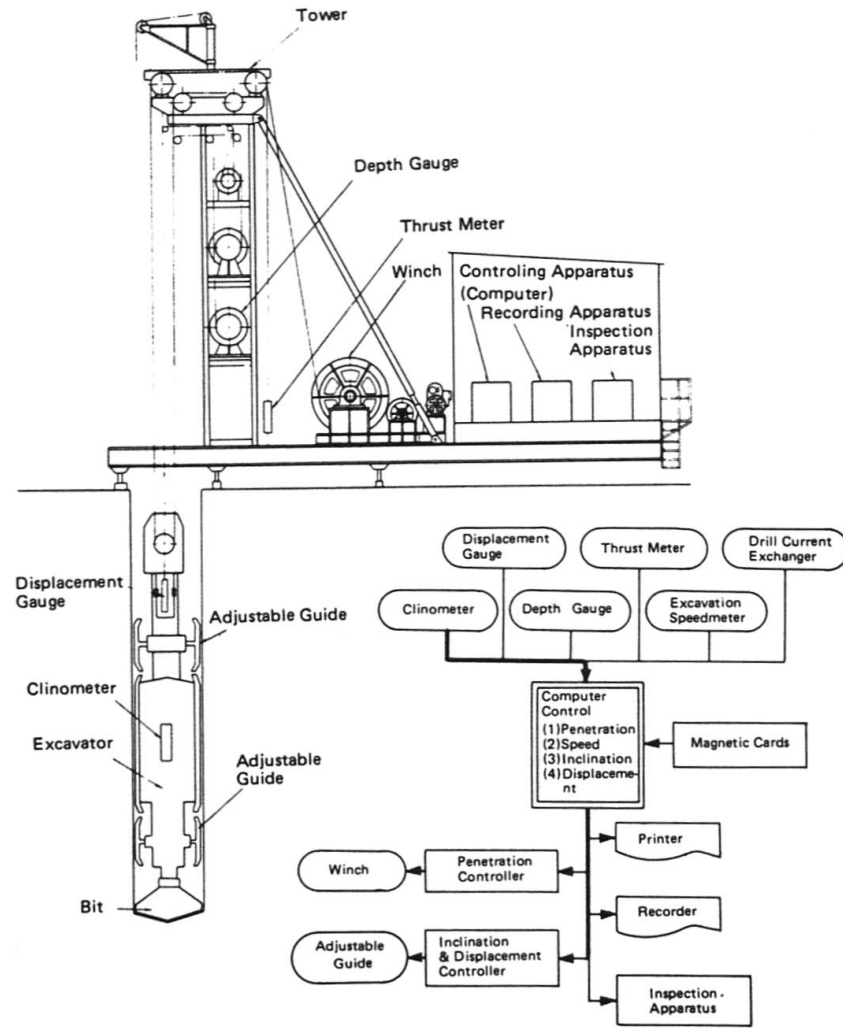 Tower
Depth Gauge
Thrust Meter
Winch
Controling Apparatus
(Computer)
Recording Apparatus
Inspection
Apparatus
Displacement
Gauge
Adjustable Guide
Clinometer
Excavator
Adjustable
Guide
Bit
Displacement
Gauge
Thrust Meter
Drill Current
Exchanger
Clinometer
Depth Gauge
Excavation
Speedmeter
Computer
Control
(1)Penetration
(2)Speed
(3)Inclination
(4)Displaceme-
nt
Magnetic Cards
Printer
Winch
Penetration
Controller
Recorder
Adjustable
Guide
Inclination
& Displacement
Controller
Inspection-
Apparatus